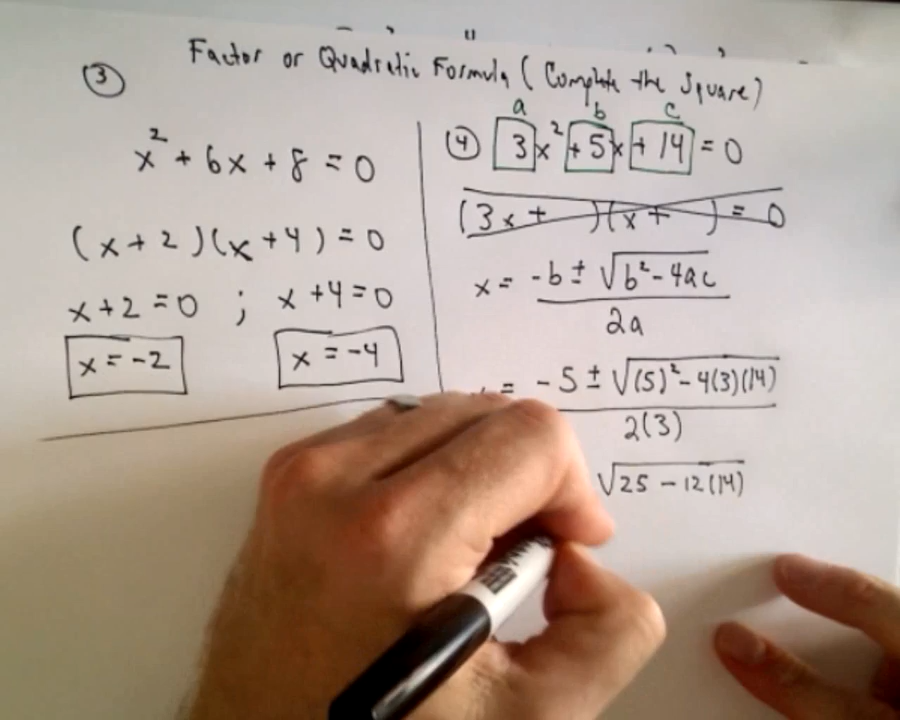 Factor or Quadratic Formula (Complete the Square)
③
x² + 6x + 8 = 0
(x + 2)(x + 4) = 0
x + 2 = 0 ; x + 4 = 0
x = -2
x = -4
a b c
④ 3x² + 5x + 14 = 0
(3x + )(x + ) = 0
x = -b ± √b² - 4ac
2a
= -5 ± √(5)² - 4(3)(14)
2(3)
√25 - 12(14)